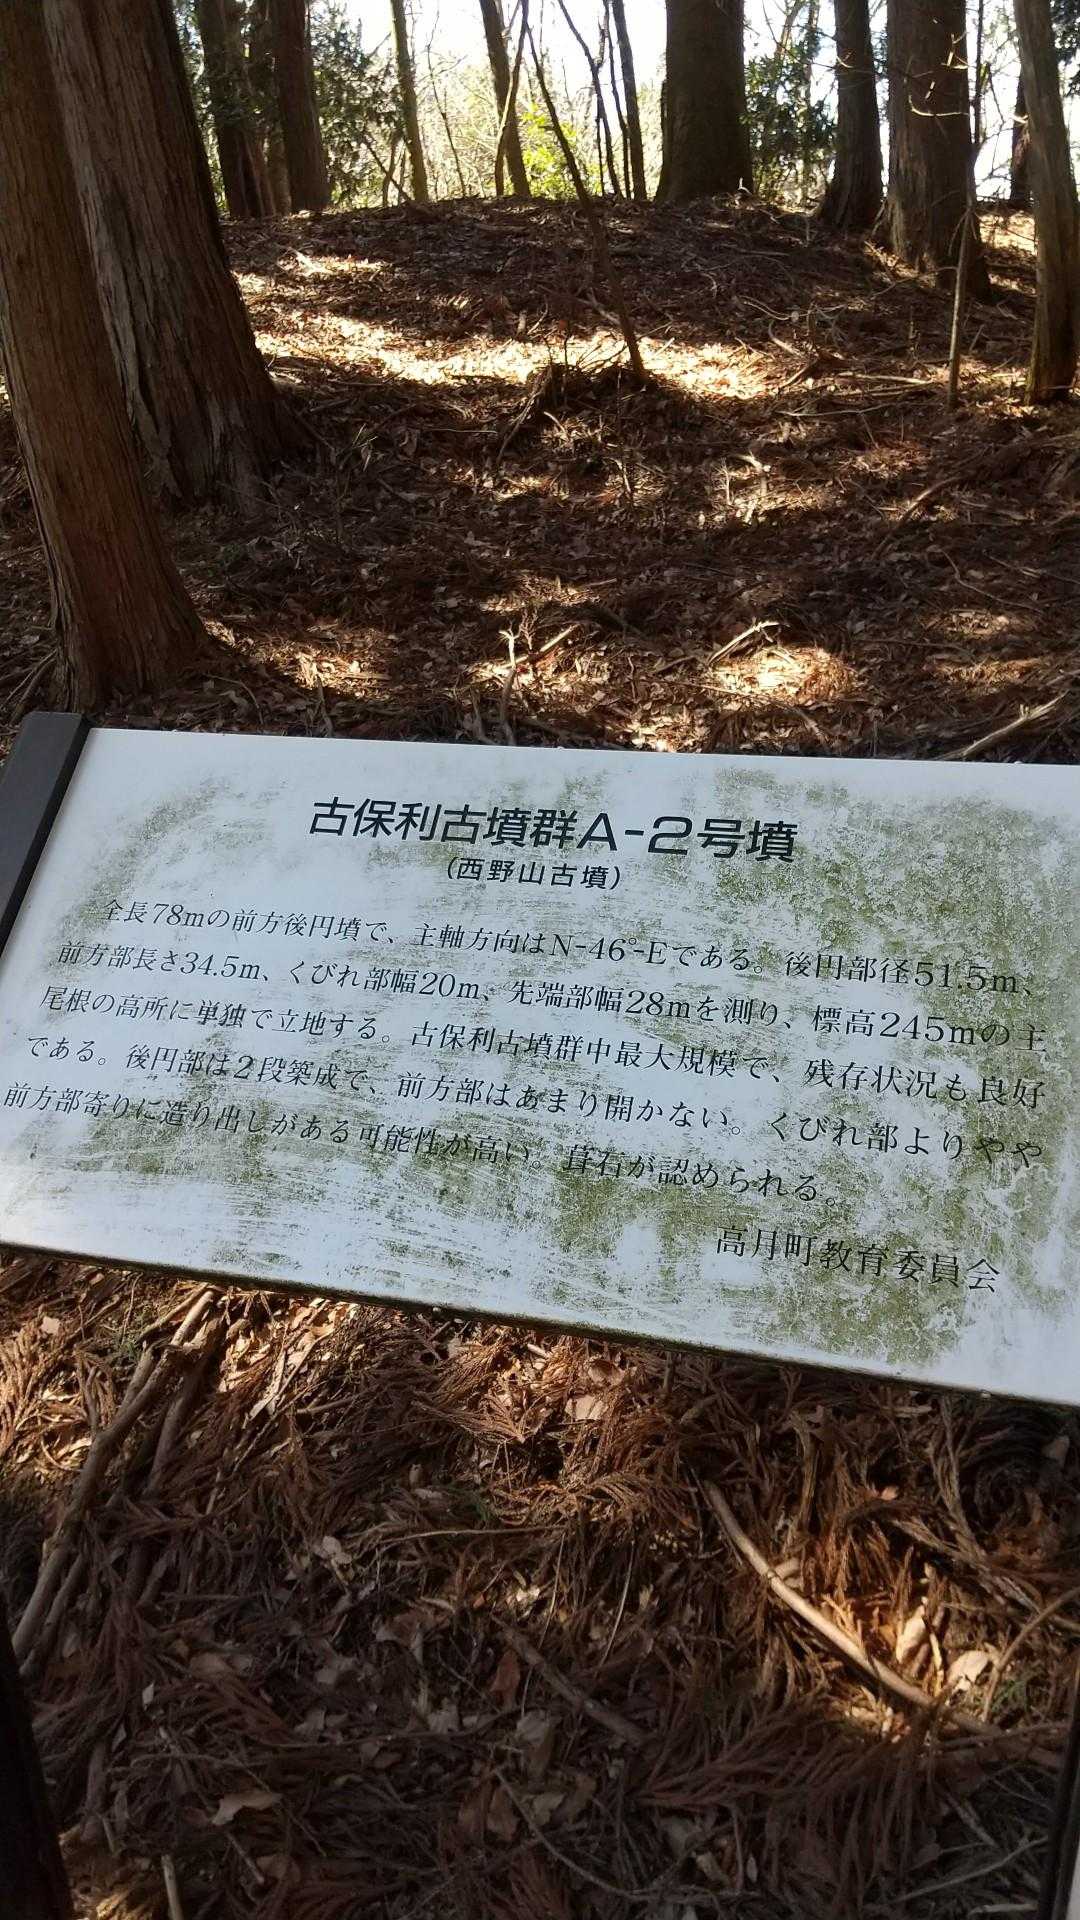 古保利古墳群A-2号墳
(西野山古墳)
全長78mの前方後円墳で、主軸方向はN-46°-Eである。後円部径51.5m、
前方部長さ34.5m、くびれ部幅20m、先端部幅28mを測り、標高245mの主
尾根の高所に単独で立地する。古保利古墳群中最大規模で、残存状況も良好
である。後円部は2段築成で、前方部はあまり開かない。くびれ部よりやや
前方部寄りに造り出しがある可能性が高い。葺石が認められる。
高月町教育委員会